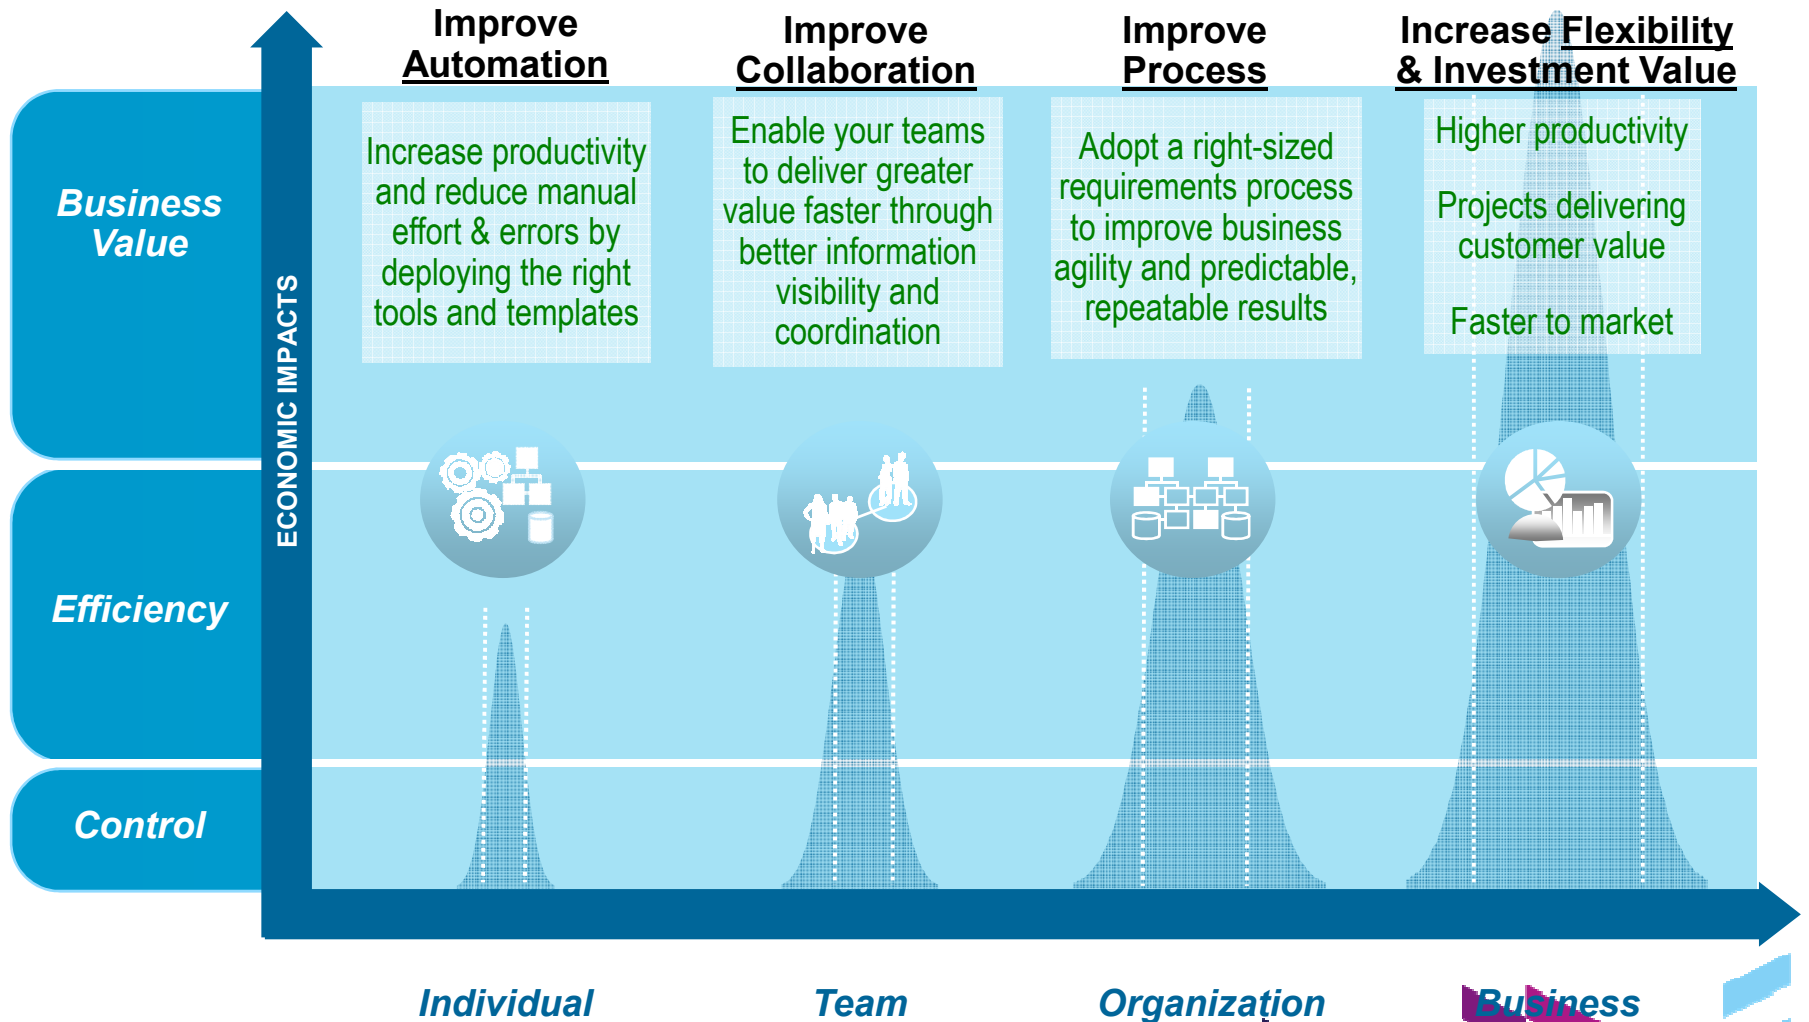 Improve
Automation
Improve
Collaboration
Improve
Process
Increase Flexibility
& Investment Value
Increase productivity
and reduce manual
effort & errors by
deploying the right
tools and templates
Enable your teams
to deliver greater
value faster through
better information
visibility and
coordination
Adopt a right-sized
requirements process
to improve business
agility and predictable,
repeatable results
Higher productivity
Projects delivering
customer value
Faster to market
Business
Value
Efficiency
Control
ECONOMIC IMPACTS
Individual
Team
Organization
Business